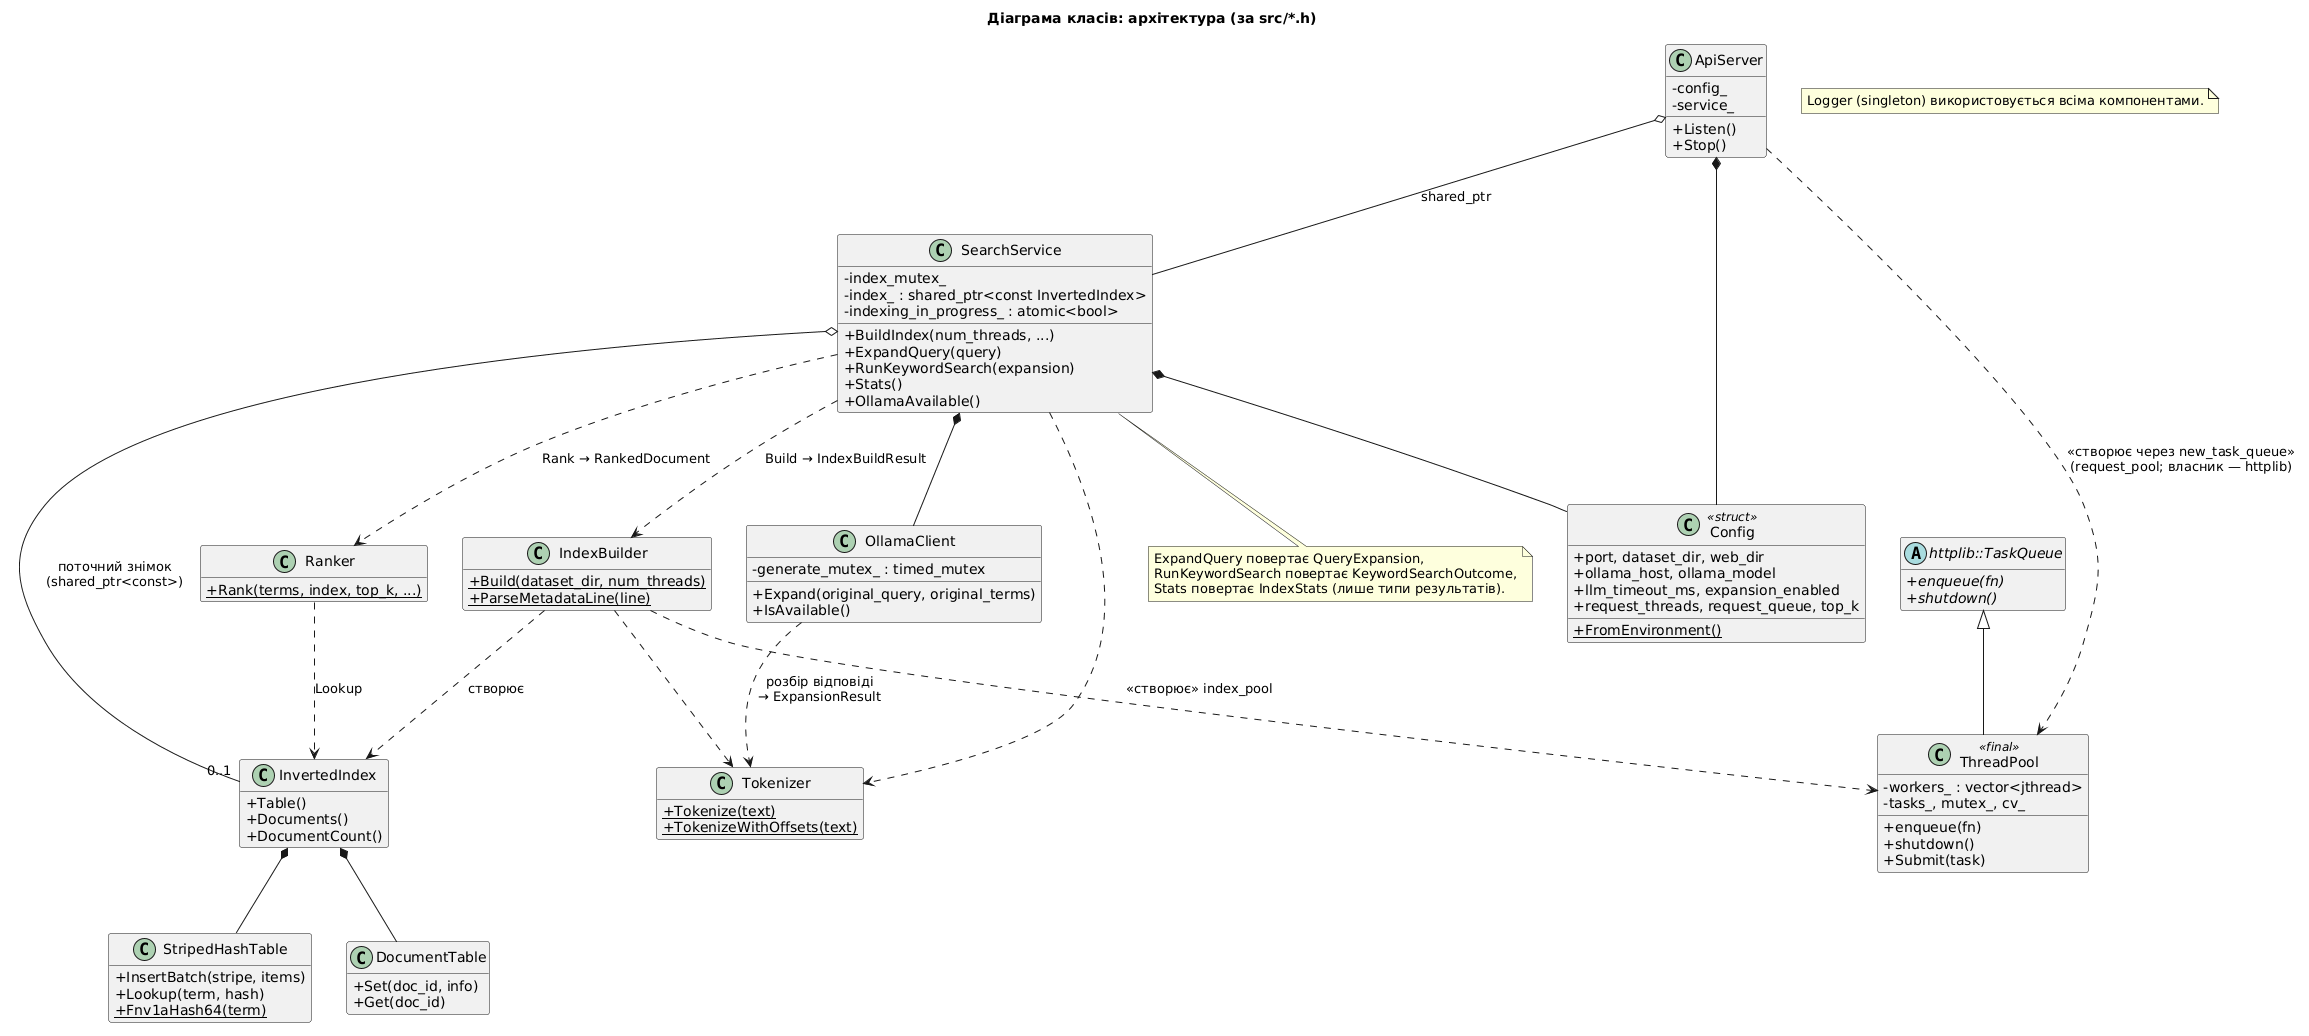 Діаграма класів: архітектура (за src/*.h)
C ApiServer
-config_
-service_
+Listen()
+Stop()
Logger (singleton) використовується всіма компонентами.
shared_ptr
C SearchService
-index_mutex_
-index_ : shared_ptr<const InvertedIndex>
-indexing_in_progress_ : atomic<bool>
+BuildIndex(num_threads, ...)
+ExpandQuery(query)
+RunKeywordSearch(expansion)
+Stats()
+OllamaAvailable()
Rank → RankedDocument
Build → IndexBuildResult
«створює через new_task_queue»
(request_pool; власник — httplib)
поточний знімок
(shared_ptr<const>)
C Ranker
+Rank(terms, index, top_k, ...)
C IndexBuilder
+Build(dataset_dir, num_threads)
+ParseMetadataLine(line)
C OllamaClient
-generate_mutex_ : timed_mutex
+Expand(original_query, original_terms)
+IsAvailable()
ExpandQuery повертає QueryExpansion,
RunKeywordSearch повертає KeywordSearchOutcome,
Stats повертає IndexStats (лише типи результатів).
C «struct»
Config
+port, dataset_dir, web_dir
+ollama_host, ollama_model
+llm_timeout_ms, expansion_enabled
+request_threads, request_queue, top_k
+FromEnvironment()
A httplib::TaskQueue
+enqueue(fn)
+shutdown()
Lookup
створює
розбір відповіді
→ ExpansionResult
«створює» index_pool
0..1
C InvertedIndex
+Table()
+Documents()
+DocumentCount()
C Tokenizer
+Tokenize(text)
+TokenizeWithOffsets(text)
C «final»
ThreadPool
-workers_ : vector<jthread>
-tasks_, mutex_, cv_
+enqueue(fn)
+shutdown()
+Submit(task)
C StripedHashTable
+InsertBatch(stripe, items)
+Lookup(term, hash)
+Fnv1aHash64(term)
C DocumentTable
+Set(doc_id, info)
+Get(doc_id)